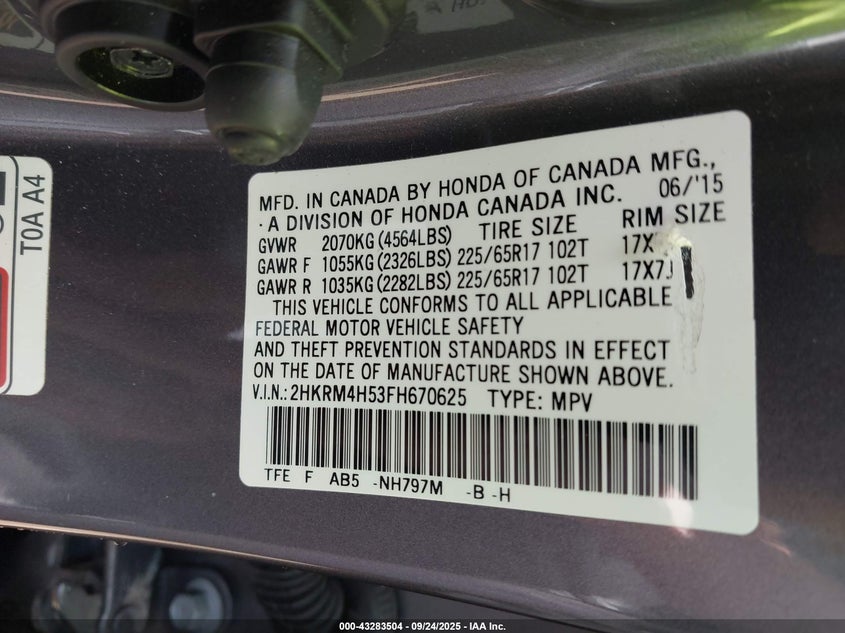 MFD. IN CANADA BY HONDA OF CANADA MFG.,
· A DIVISION OF HONDA CANADA INC. 06/'15
GVWR 2070KG (4564LBS) TIRE SIZE RIM SIZE
GAWR F 1055KG (2326LBS) 225/65R17 102T 17X
GAWR R 1035KG (2282LBS) 225/65R17 102T 17X7J
THIS VEHICLE CONFORMS TO ALL APPLICABLE
FEDERAL MOTOR VEHICLE SAFETY
AND THEFT PREVENTION STANDARDS IN EFFECT
ON THE DATE OF MANUFACTURE SHOWN ABOVE.
V.I.N.: 2HKRM4H53FH670625 TYPE: MPV
TFE F AB5 -NH797M -B -H
T0A A4
000-43283504 - 09/24/2025 - IAA Inc.